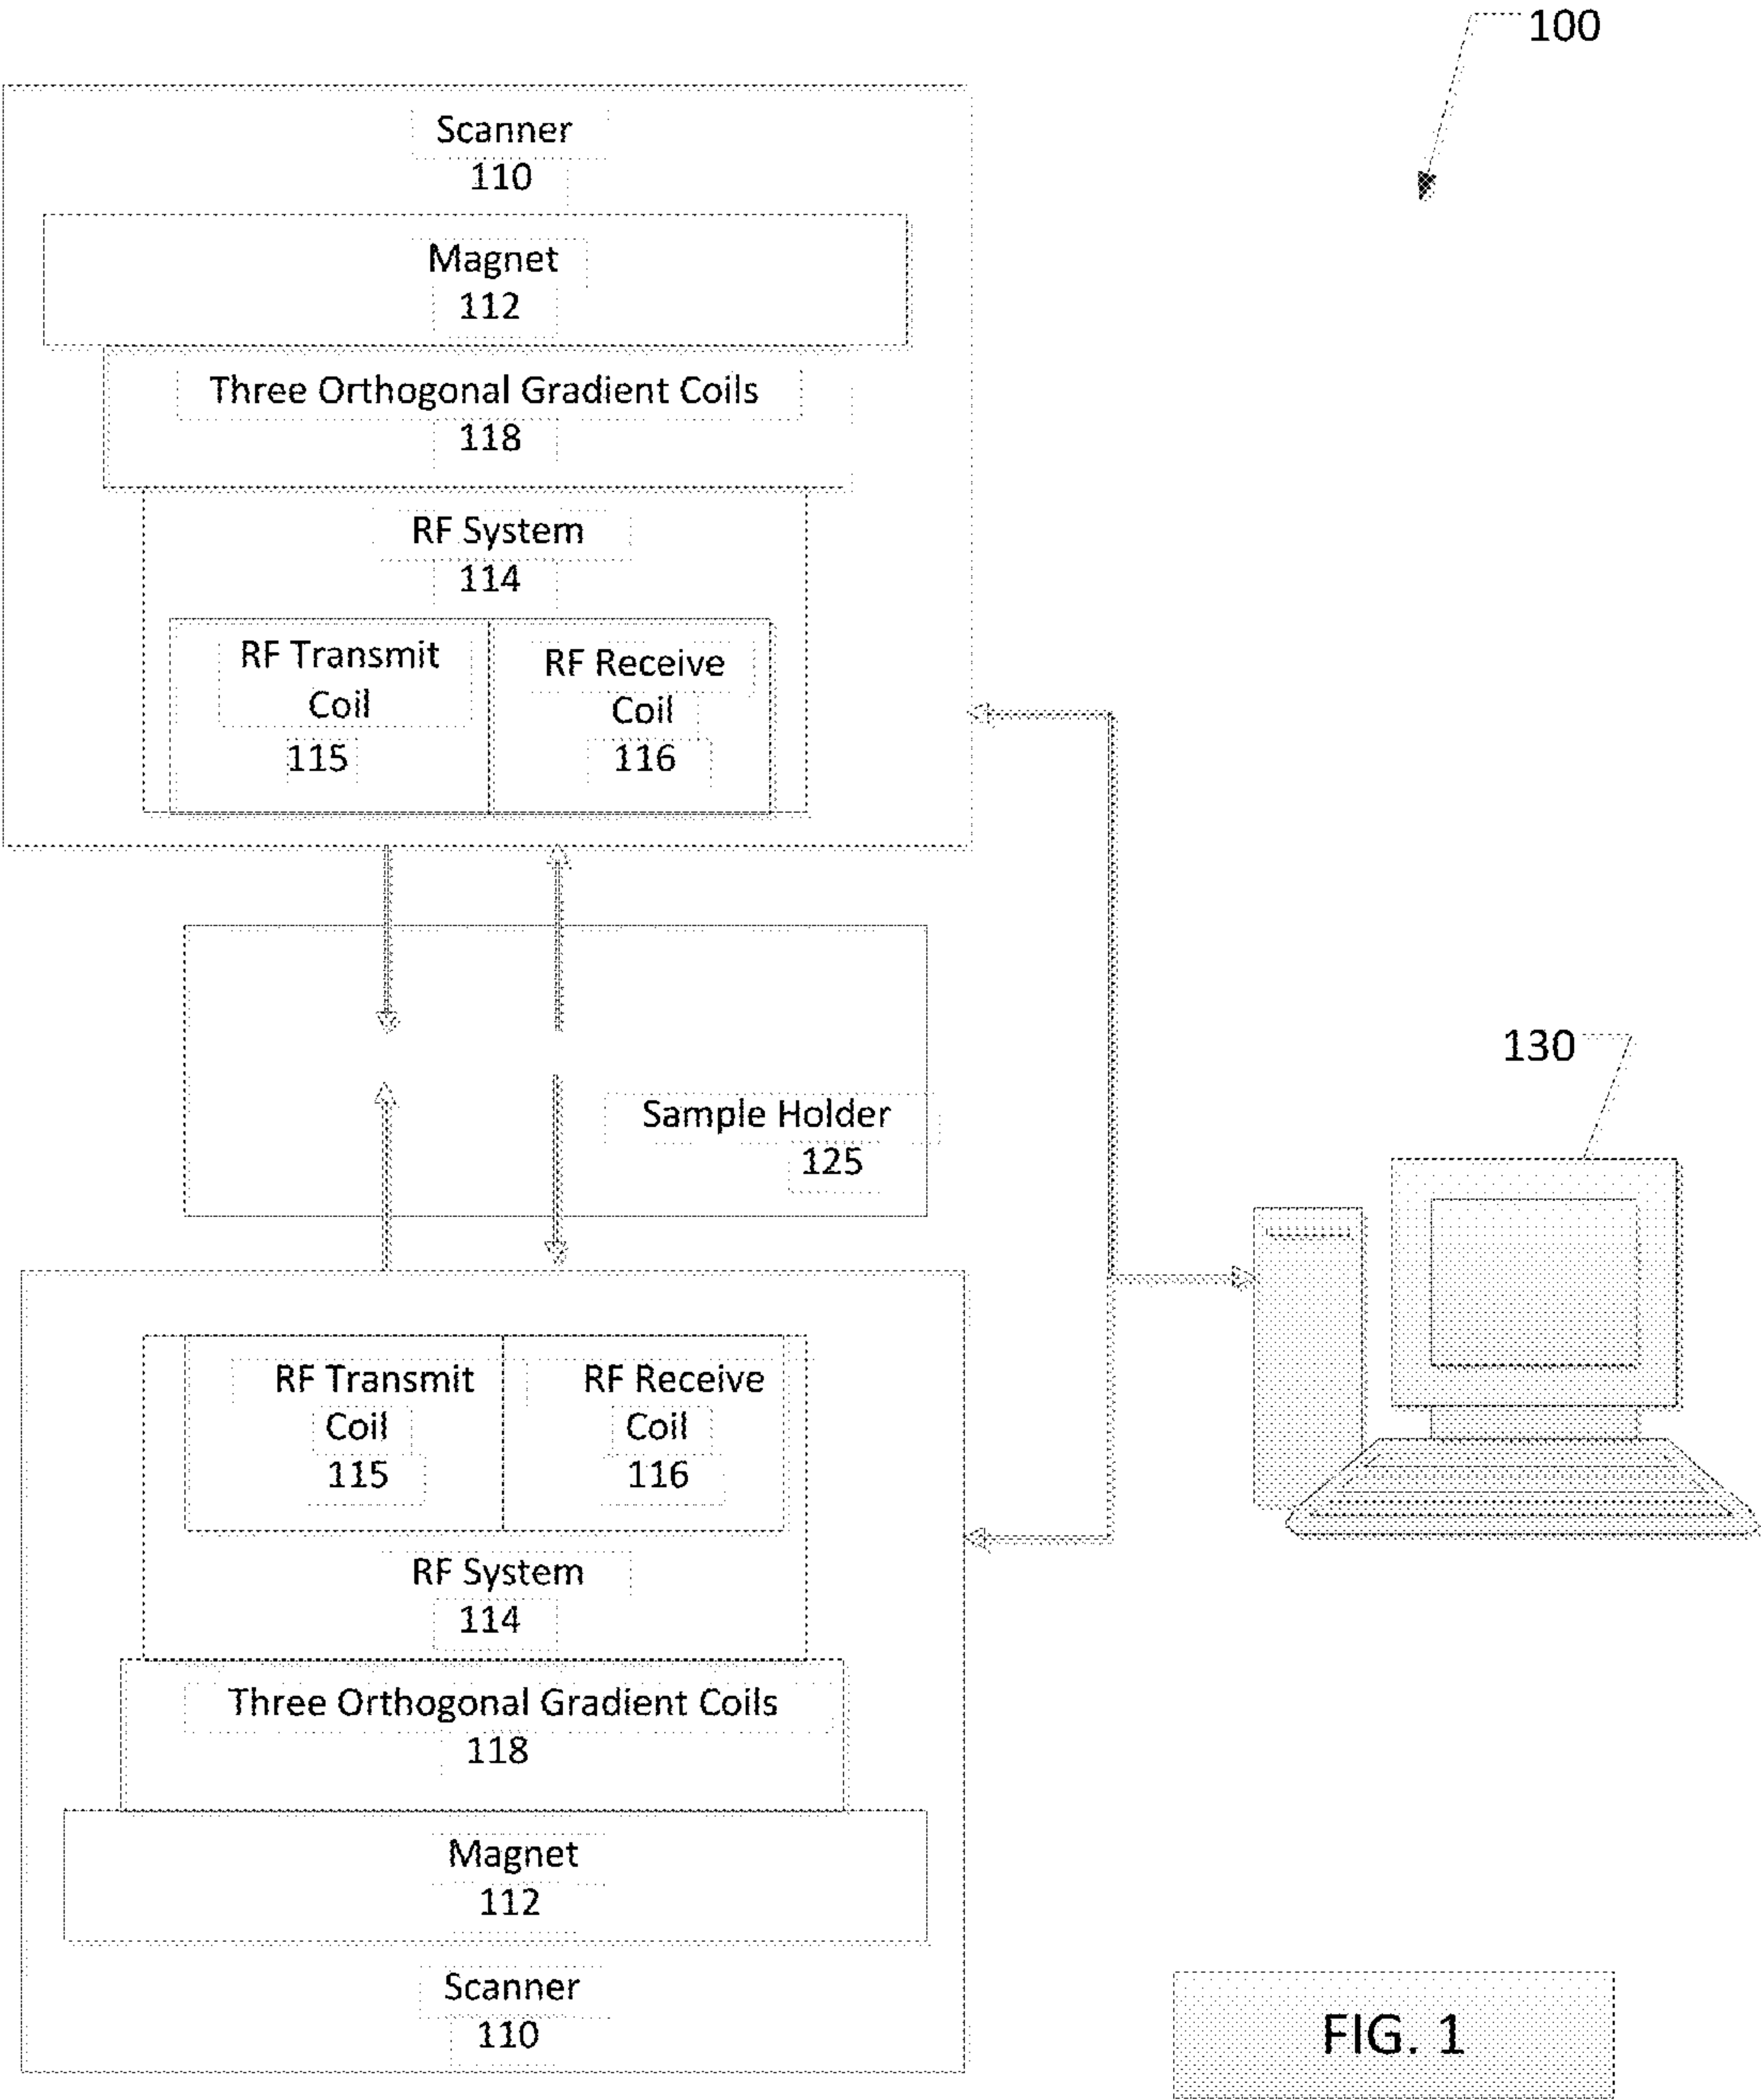 100
Scanner
110
Magnet
112
Three Orthogonal Gradient Coils
118
RF System
114
RF Transmit
Coil
115
RF Receive
Coil
116
Sample Holder
125
130
RF Transmit
Coil
115
RF Receive
Coil
116
RF System
114
Three Orthogonal Gradient Coils
118
Magnet
112
Scanner
110
FIG. 1